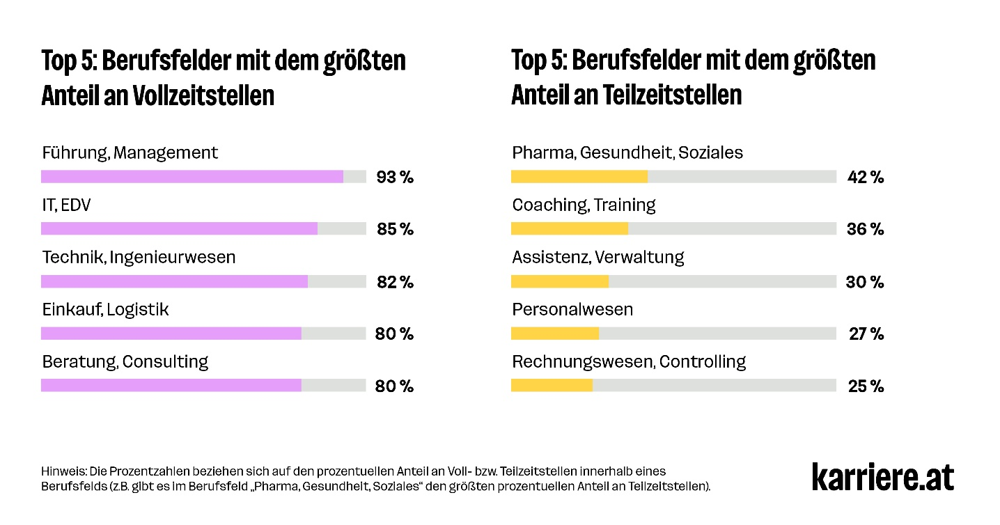 Top 5: Berufsfelder mit dem größten
Anteil an Vollzeitstellen
Führung, Management
93 %
IT, EDV
85 %
Technik, Ingenieurwesen
82 %
Einkauf, Logistik
80 %
Beratung, Consulting
80 %
Top 5: Berufsfelder mit dem größten
Anteil an Teilzeitstellen
Pharma, Gesundheit, Soziales
42 %
Coaching, Training
36 %
Assistenz, Verwaltung
30 %
Personalwesen
27 %
Rechnungswesen, Controlling
25 %
Hinweis: Die Prozentzahlen beziehen sich auf den prozentuellen Anteil an Voll- bzw. Teilzeitstellen innerhalb eines
Berufsfelds (z.B. gibt es im Berufsfeld „Pharma, Gesundheit, Soziales“ den größten prozentuellen Anteil an Teilzeitstellen).
karriere.at